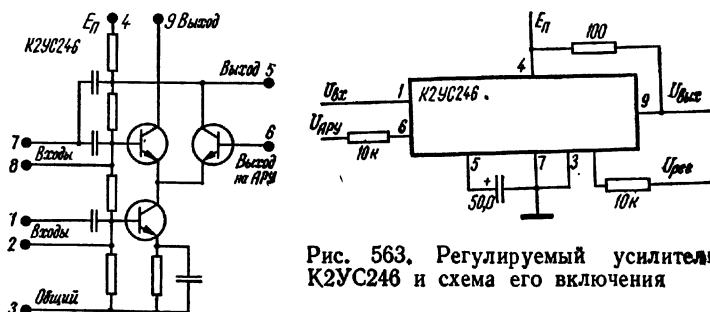 Eп
4
9 Выход
К2УС246
Выход 5
7
Входы
8
6
Выход
на АРУ
1
Входы
2
Общий
3
Eп
100
4
Uвх
1
К2УС246
9
Uвых
Uару
6
10к
5
7
3
50,0
+
Uрег
10к
Рис. 563. Регулируемый усилитель
К2УС246 и схема его включения